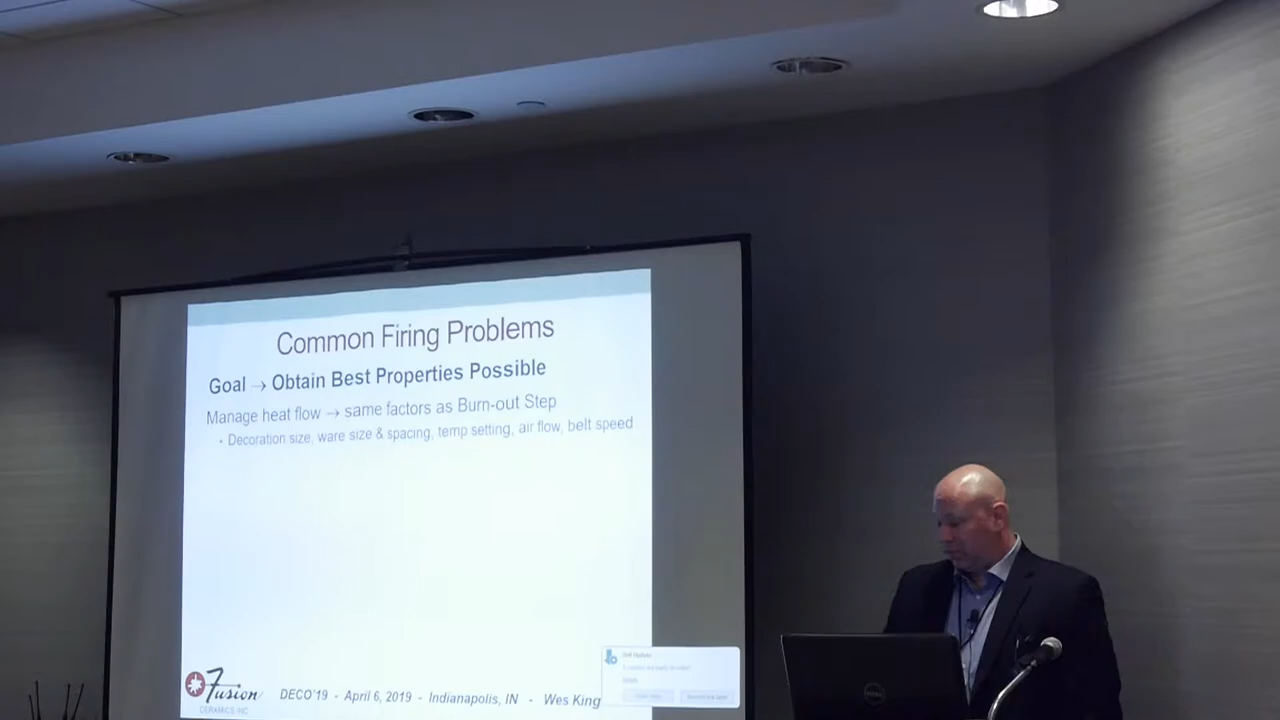 Common Firing Problems
Goal → Obtain Best Properties Possible
Manage heat flow → same factors as Burn-out Step
• Decoration size, ware size & spacing, temp setting, air flow, belt speed
Fusion
CERAMICS INC
DECO'19 - April 6, 2019 - Indianapolis, IN - Wes King
DELL